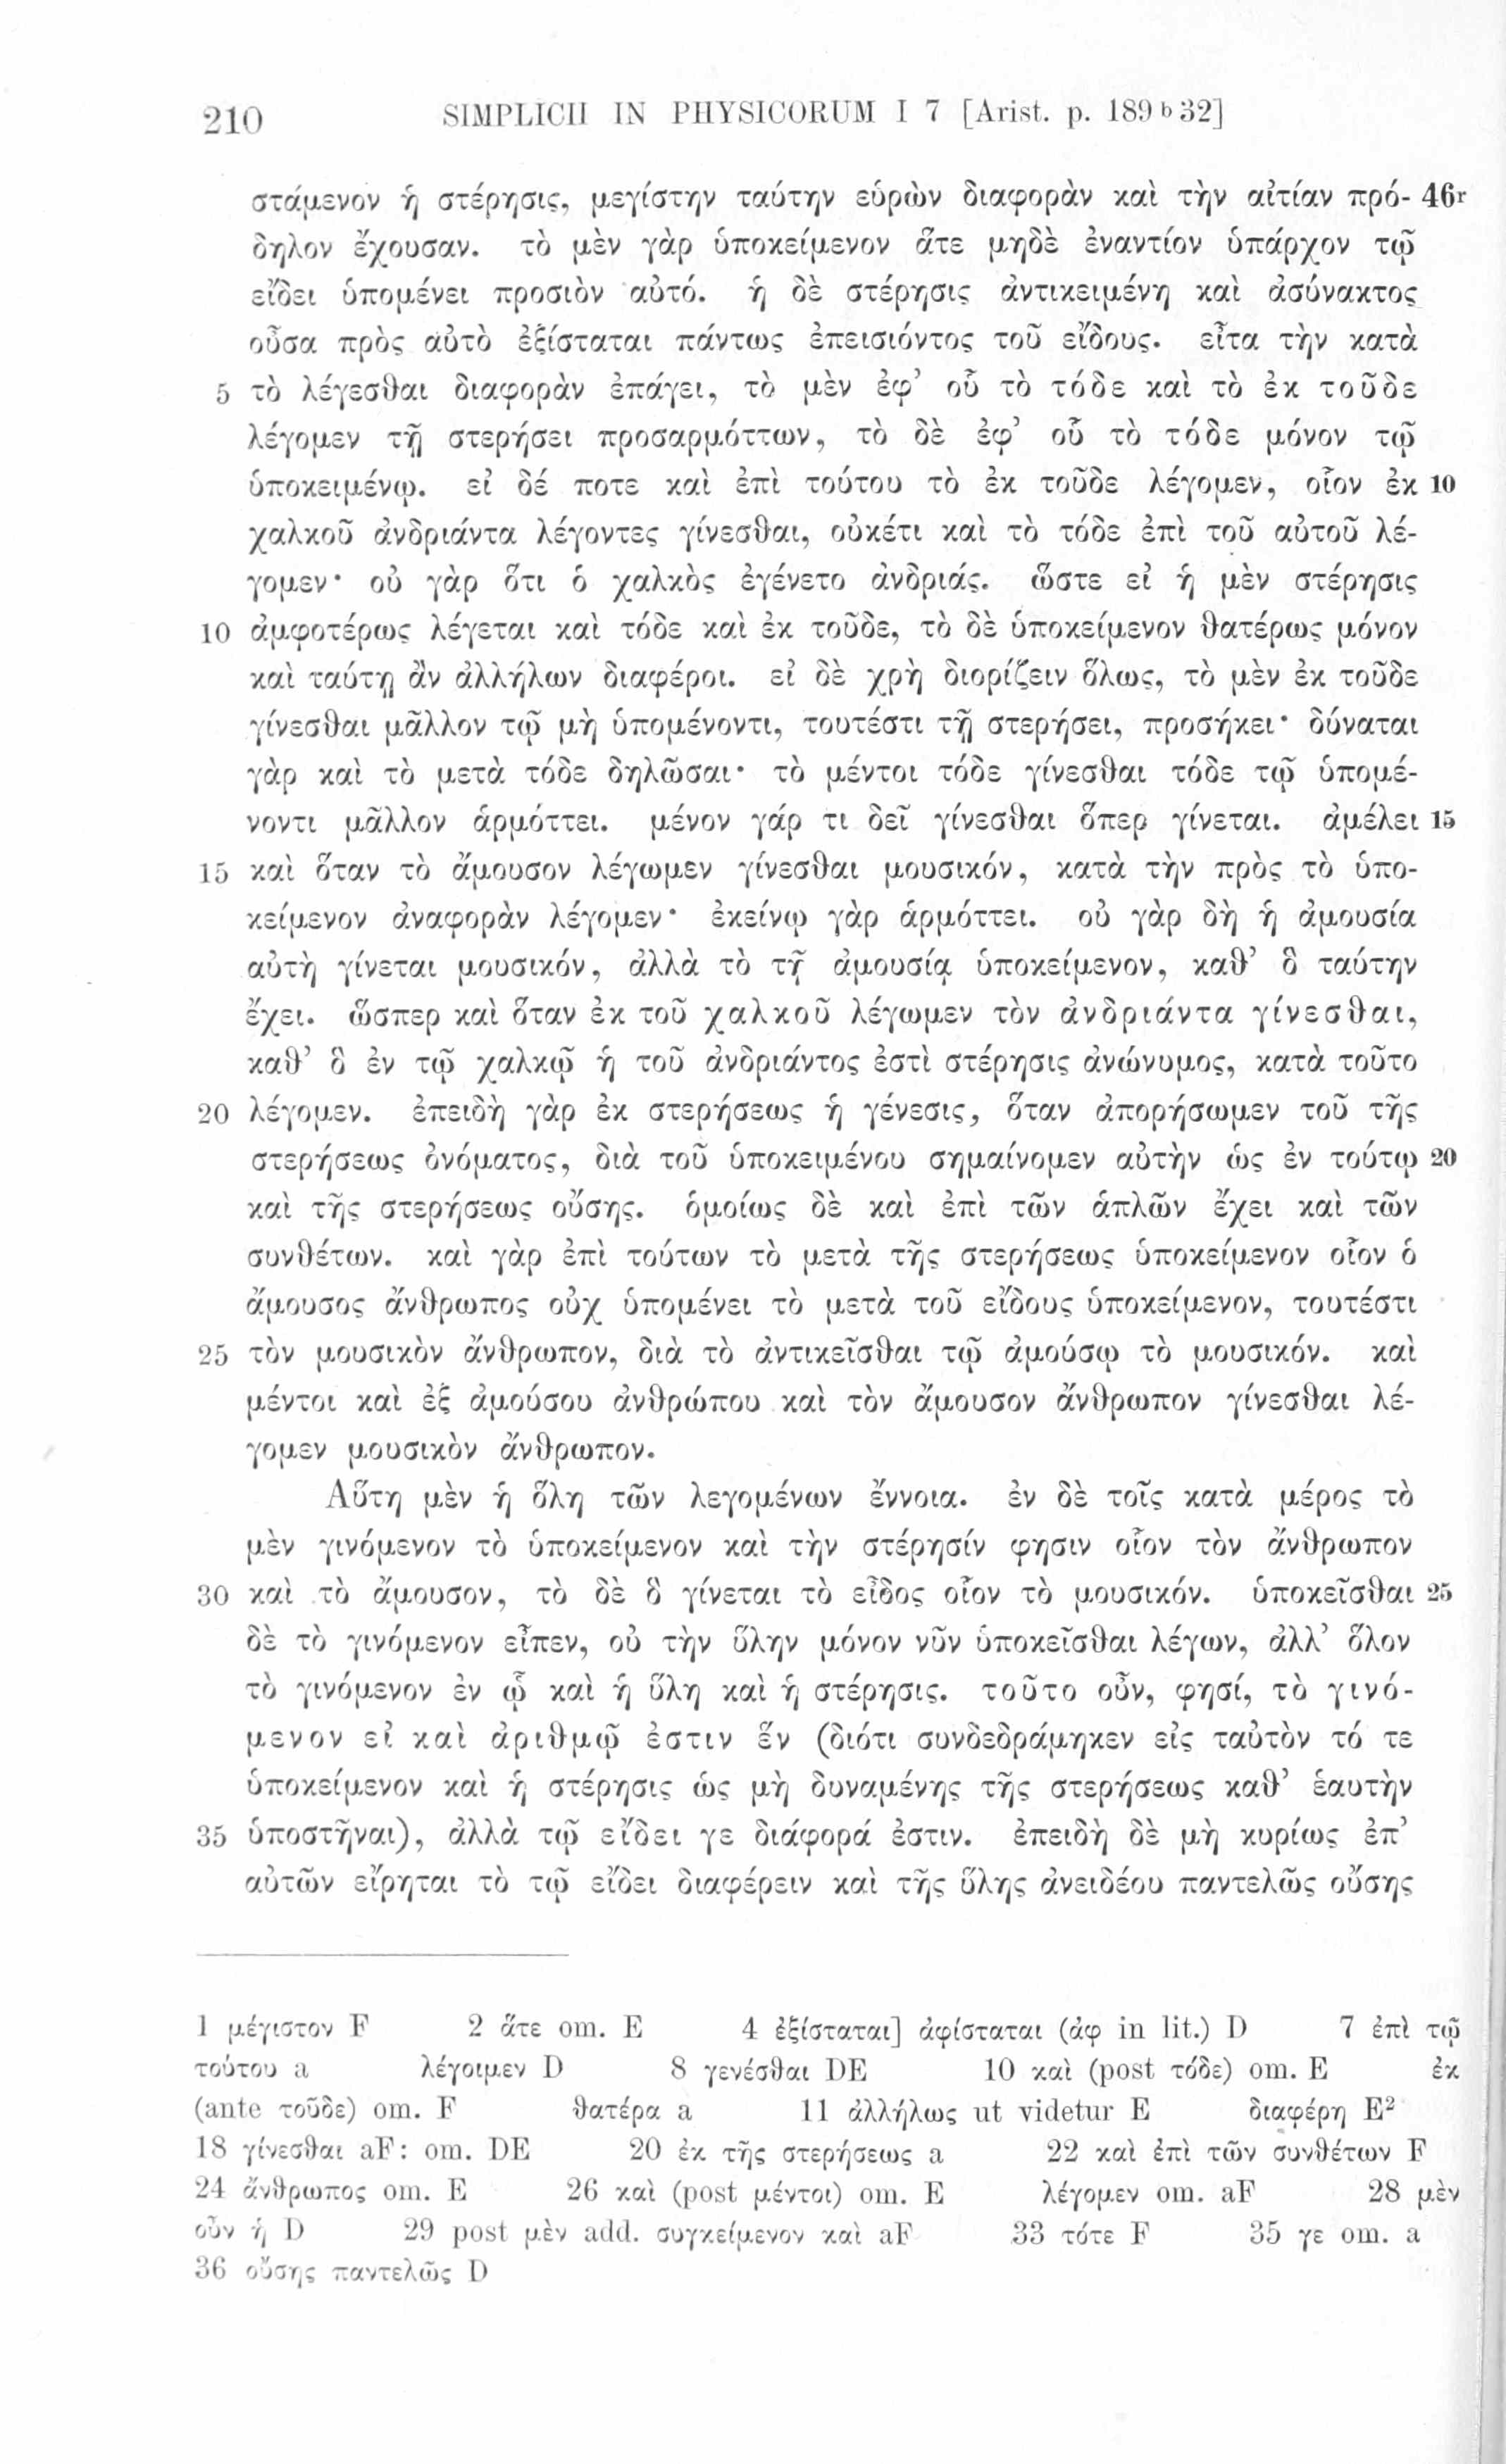 210 SIMPLICII IN PHYSICORUM I 7 [Arist. p. 189 b 32]
στάμενον ἡ στέρησις, μεγίστην ταύτην εὑρὼν διαφορὰν καὶ τὴν αἰτίαν πρό- 46r
δηλον ἔχουσαν. τὸ μὲν γὰρ ὑποκείμενον ἅτε μηδὲ ἐναντίον ὑπάρχον τῷ
εἴδει ὑπομένει προσιὸν αὐτό. ἡ δὲ στέρησις ἀντικειμένη καὶ ἀσύνακτος
οὖσα πρὸς αὐτὸ ἐξίσταται πάντως ἐπεισιόντος τοῦ εἴδους. εἶτα τὴν κατὰ
5 τὸ λέγεσθαι διαφορὰν ἐπάγει, τὸ μὲν ἐφ’ οὗ τὸ τόδε καὶ τὸ ἐκ τοῦδε
λέγομεν τῇ στερήσει προσαρμόττων, τὸ δὲ ἐφ’ οὗ τὸ τόδε μόνον τῷ
ὑποκειμένῳ. εἰ δέ ποτε καὶ ἐπὶ τούτου τὸ ἐκ τοῦδε λέγομεν, οἷον ἐκ 10
χαλκοῦ ἀνδριάντα λέγοντες γίνεσθαι, οὐκέτι καὶ τὸ τόδε ἐπὶ τοῦ αὐτοῦ λέ-
γομεν· οὐ γὰρ ὅτι ὁ χαλκὸς ἐγένετο ἀνδριάς. ὥστε εἰ ἡ μὲν στέρησις
10 ἀμφοτέρως λέγεται καὶ τόδε καὶ ἐκ τοῦδε, τὸ δὲ ὑποκείμενον θατέρως μόνον
καὶ ταύτῃ ἂν ἀλλήλων διαφέροι. εἰ δὲ χρὴ διορίζειν ὅλως, τὸ μὲν ἐκ τοῦδε
γίνεσθαι μᾶλλον τῷ μὴ ὑπομένοντι, τουτέστι τῇ στερήσει, προσήκει· δύναται
γὰρ καὶ τὸ μετὰ τόδε δηλῶσαι· τὸ μέντοι τόδε γίνεσθαι τόδε τῷ ὑπομέ-
νοντι μᾶλλον ἁρμόττει. μένον γάρ τι δεῖ γίνεσθαι ὅπερ γίνεται. ἀμέλει 15
15 καὶ ὅταν τὸ ἄμουσον λέγωμεν γίνεσθαι μουσικόν, κατὰ τὴν πρὸς τὸ ὑπο-
κείμενον ἀναφορὰν λέγομεν· ἐκείνῳ γὰρ ἁρμόττει. οὐ γὰρ δὴ ἡ ἀμουσία
αὐτὴ γίνεται μουσικόν, ἀλλὰ τὸ τῇ ἀμουσίᾳ ὑποκείμενον, καθ’ ὃ ταύτην
ἔχει. ὥσπερ καὶ ὅταν ἐκ τοῦ χαλκοῦ λέγωμεν τὸν ἀνδριάντα γίνεσθαι,
καθ’ ὃ ἐν τῷ χαλκῷ ἡ τοῦ ἀνδριάντος ἐστὶ στέρησις ἀνώνυμος, κατὰ τοῦτο
20 λέγομεν. ἐπειδὴ γὰρ ἐκ στερήσεως ἡ γένεσις, ὅταν ἀπορήσωμεν τοῦ τῆς
στερήσεως ὀνόματος, διὰ τοῦ ὑποκειμένου σημαίνομεν αὐτὴν ὡς ἐν τούτῳ 20
καὶ τῆς στερήσεως οὔσης. ὁμοίως δὲ καὶ ἐπὶ τῶν ἁπλῶν ἔχει καὶ τῶν
συνθέτων. καὶ γὰρ ἐπὶ τούτων τὸ μετὰ τῆς στερήσεως ὑποκείμενον οἷον ὁ
ἄμουσος ἄνθρωπος οὐχ ὑπομένει τὸ μετὰ τοῦ εἴδους ὑποκείμενον, τουτέστι
25 τὸν μουσικὸν ἄνθρωπον, διὰ τὸ ἀντικεῖσθαι τῷ ἀμούσῳ τὸ μουσικόν. καὶ
μέντοι καὶ ἐξ ἀμούσου ἀνθρώπου καὶ τὸν ἄμουσον ἄνθρωπον γίνεσθαι λέ-
γομεν μουσικὸν ἄνθρωπον.
Αὕτη μὲν ἡ ὅλη τῶν λεγομένων ἔννοια. ἐν δὲ τοῖς κατὰ μέρος τὸ
μὲν γινόμενον τὸ ὑποκείμενον καὶ τὴν στέρησίν φησιν οἷον τὸν ἄνθρωπον
30 καὶ τὸ ἄμουσον, τὸ δὲ ὃ γίνεται τὸ εἶδος οἷον τὸ μουσικόν. ὑποκεῖσθαι 25
δὲ τὸ γινόμενον εἶπεν, οὐ τὴν ὕλην μόνον νῦν ὑποκεῖσθαι λέγων, ἀλλ’ ὅλον
τὸ γινόμενον ἐν ᾧ καὶ ἡ ὕλη καὶ ἡ στέρησις. τοῦτο οὖν, φησί, τὸ γινό-
μενον εἰ καὶ ἀριθμῷ ἐστιν ἕν (διότι συνδεδράμηκεν εἰς ταὐτὸν τό τε
ὑποκείμενον καὶ ἡ στέρησις ὡς μὴ δυναμένης τῆς στερήσεως καθ’ ἑαυτὴν
35 ὑποστῆναι), ἀλλὰ τῷ εἴδει γε διάφορά ἐστιν. ἐπειδὴ δὲ μὴ κυρίως ἐπ’
αὐτῶν εἴρηται τὸ τῷ εἴδει διαφέρειν καὶ τῆς ὕλης ἀνειδέου παντελῶς οὔσης
1 μέγιστον F 2 ἅτε om. E 4 ἐξίσταται] ἀφίσταται (ἀφ in lit.) D 7 ἐπὶ τῷ
τούτου a λέγοιμεν D 8 γενέσθαι DE 10 καὶ (post τόδε) om. E ἐκ
(ante τοῦδε) om. F θατέρα a 11 ἀλλήλως ut videtur E διαφέρη E²
18 γίνεσθαι aF: om. DE 20 ἐκ τῆς στερήσεως a 22 καὶ ἐπὶ τῶν συνθέτων F
24 ἄνθρωπος om. E 26 καὶ (post μέντοι) om. E λέγομεν om. aF 28 μὲν
οὖν ἡ D 29 post μὲν add. συγκείμενον καὶ aF 33 τότε F 35 γε om. a
36 οὔσης παντελῶς D